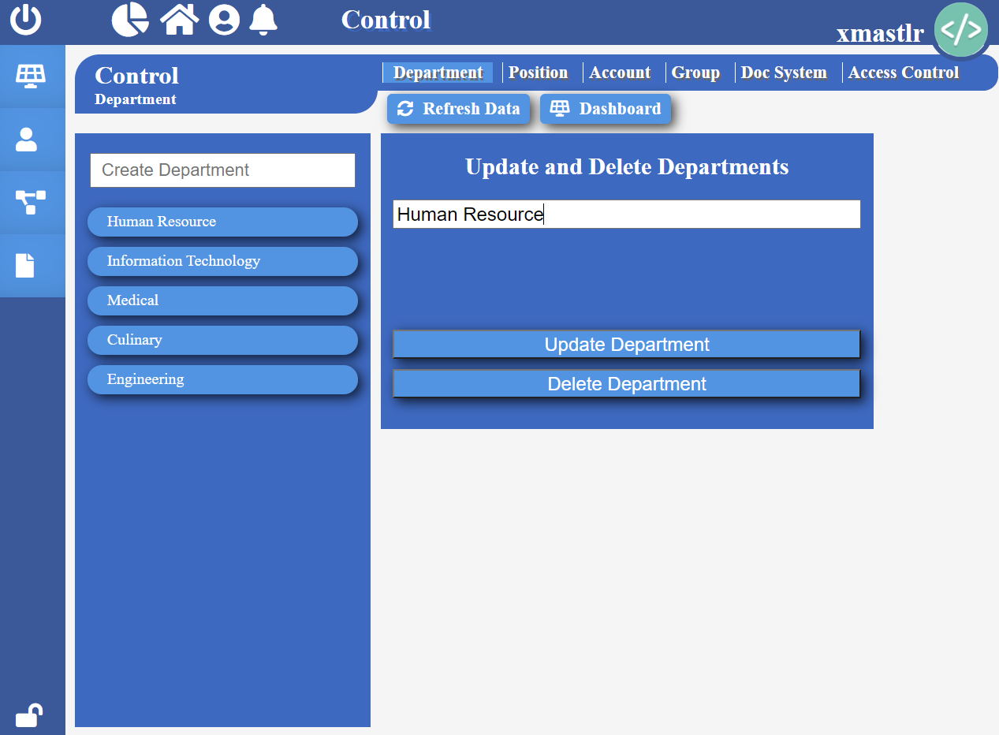 Control
xmastlr
</>
Control
Department
Department
Position
Account
Group
Doc System
Access Control
Refresh Data
Dashboard
Create Department
Human Resource
Information Technology
Medical
Culinary
Engineering
Update and Delete Departments
Human Resource
Update Department
Delete Department